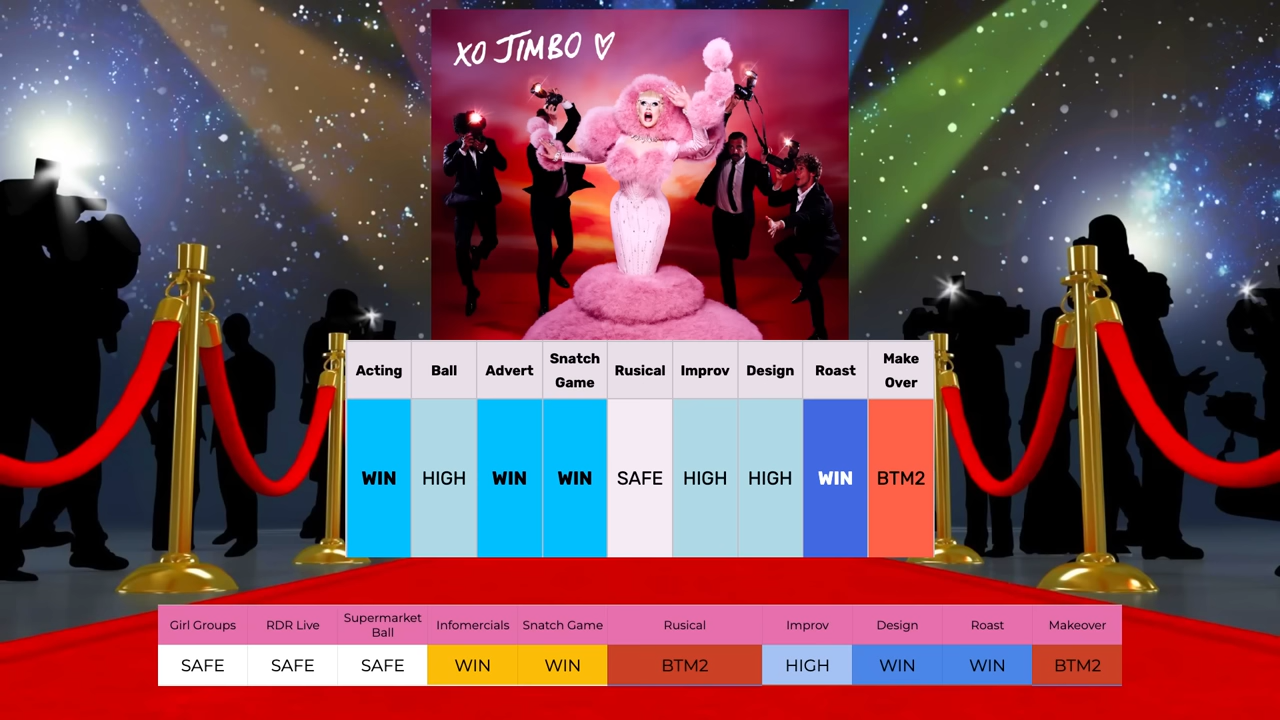 XO JIMBO ♡
Acting Ball Advert Snatch Game Rusical Improv Design Roast Make Over
WIN HIGH WIN WIN SAFE HIGH HIGH WIN BTM2
Girl Groups RDR Live Supermarket Ball Infomercials Snatch Game Rusical Improv Design Roast Makeover
SAFE SAFE SAFE WIN WIN BTM2 HIGH WIN WIN BTM2